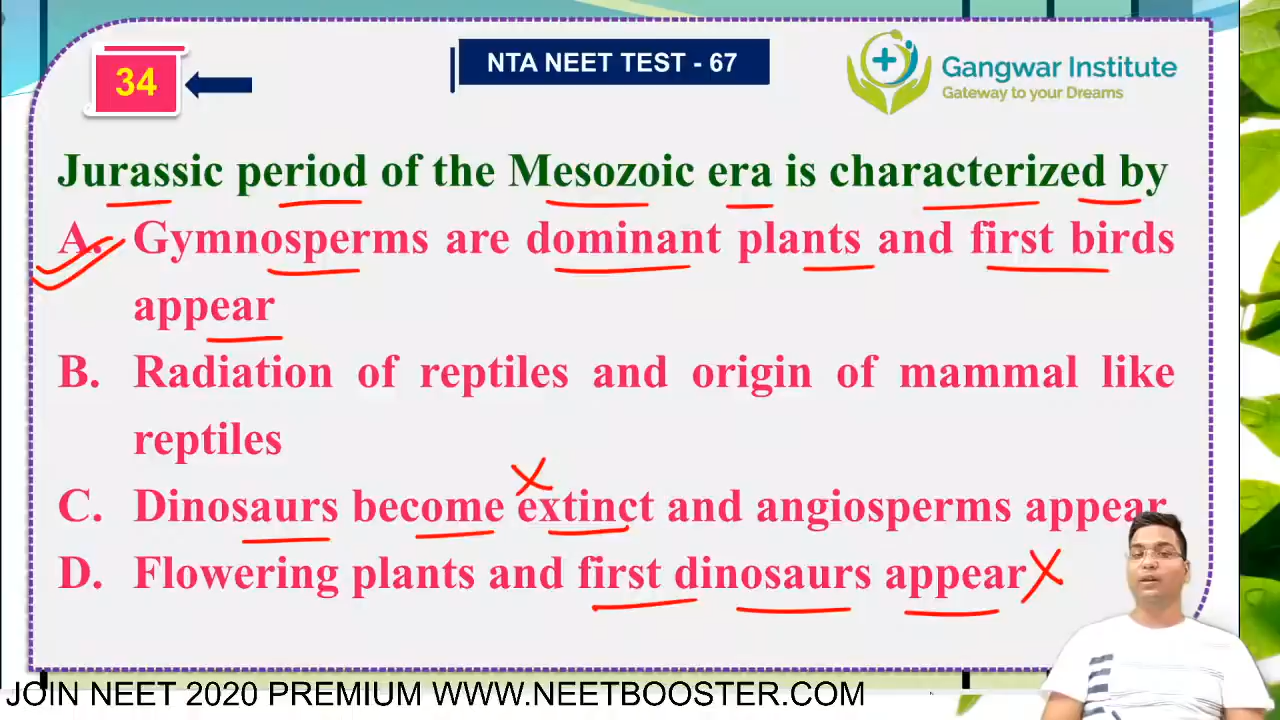 34
NTA NEET TEST - 67
Gangwar Institute
Gateway to your Dreams
Jurassic period of the Mesozoic era is characterized by
A. Gymnosperms are dominant plants and first birds
appear
B. Radiation of reptiles and origin of mammal like
reptiles
C. Dinosaurs become extinct and angiosperms appear
D. Flowering plants and first dinosaurs appear
JOIN NEET 2020 PREMIUM WWW.NEETBOOSTER.COM